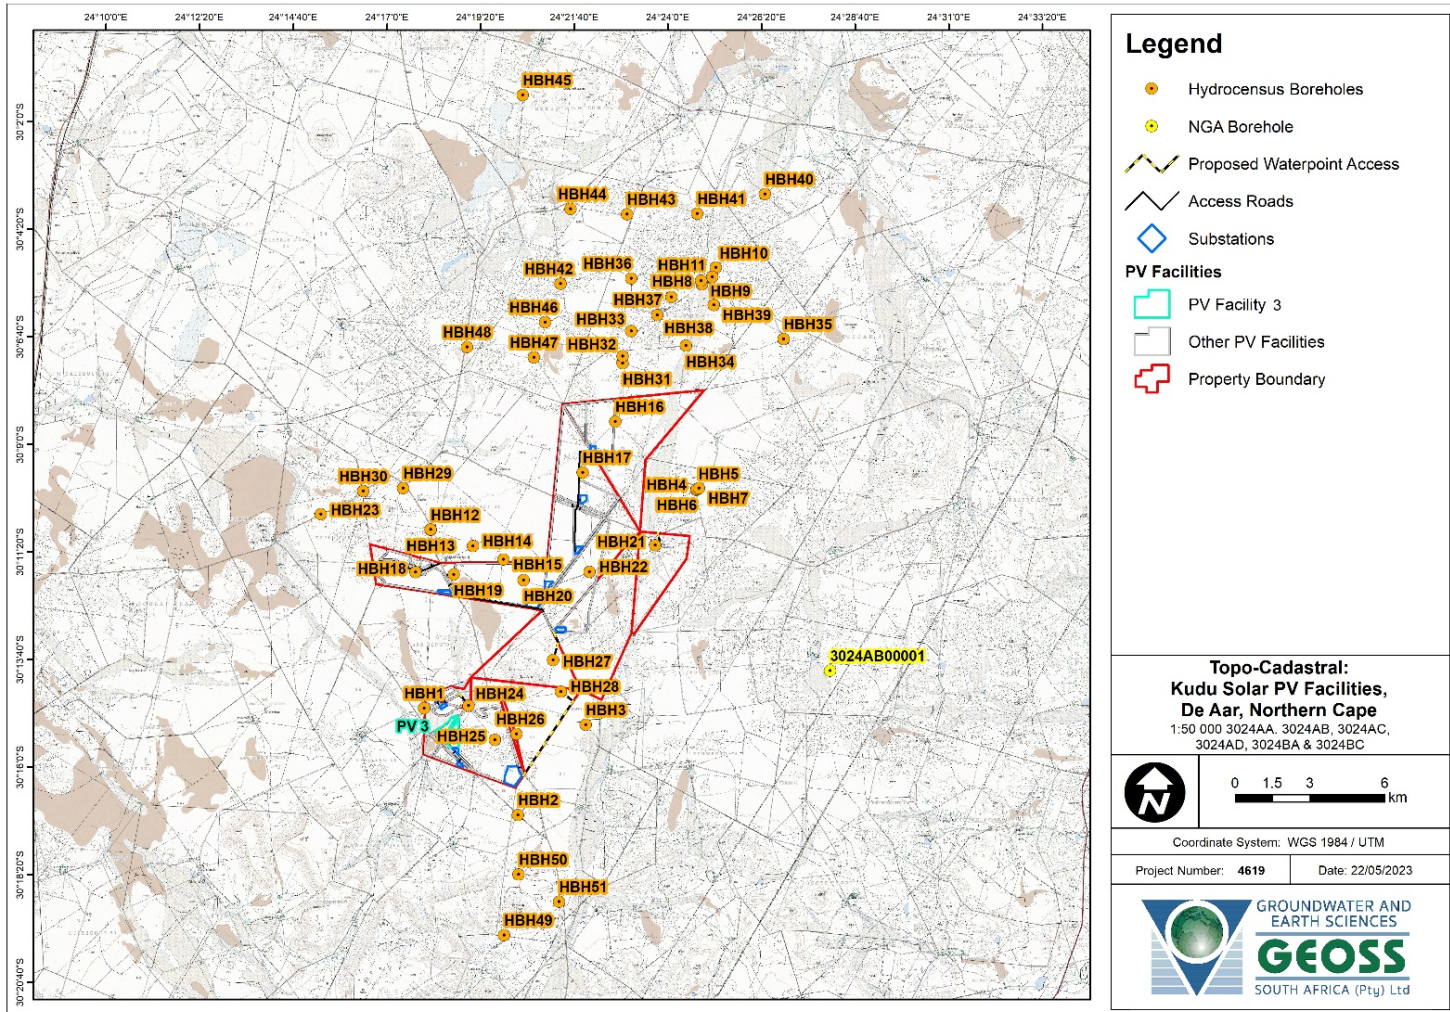 24°10'0"E
24°12'20"E
24°14'40"E
24°17'0"E
24°19'20"E
24°21'40"E
24°24'0"E
24°26'20"E
24°28'40"E
24°31'0"E
24°33'20"E
30°2'0"S
30°4'20"S
30°6'40"S
30°9'0"S
30°11'20"S
30°13'40"S
30°16'0"S
30°18'20"S
30°20'40"S
HBH45
HBH40
HBH44
HBH43
HBH41
HBH10
HBH36
HBH11
HBH42
HBH8
HBH9
HBH37
HBH46
HBH39
HBH33
HBH38
HBH35
HBH48
HBH47
HBH32
HBH34
HBH31
HBH16
HBH17
HBH30
HBH29
HBH5
HBH4
HBH7
HBH6
HBH23
HBH12
HBH13
HBH14
HBH21
HBH15
HBH18
HBH22
HBH19
HBH20
HBH27
3024AB00001
HBH28
HBH1
HBH24
HBH3
HBH26
PV 3
HBH25
HBH2
HBH50
HBH51
HBH49
Legend
Hydrocensus Boreholes
NGA Borehole
Proposed Waterpoint Access
Access Roads
Substations
PV Facilities
PV Facility 3
Other PV Facilities
Property Boundary
Topo-Cadastral:
Kudu Solar PV Facilities,
De Aar, Northern Cape
1:50 000 3024AA. 3024AB, 3024AC,
3024AD, 3024BA & 3024BC
N
0 1.5 3 6
km
Coordinate System: WGS 1984 / UTM
Project Number: 4619
Date: 22/05/2023
GROUNDWATER AND
EARTH SCIENCES
GEOSS
SOUTH AFRICA (Pty) Ltd